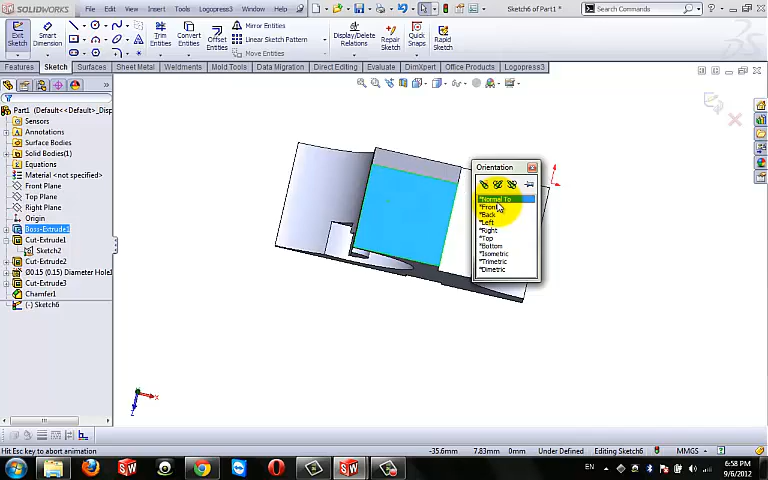 SOLIDWORKS File Edit View Insert Tools Logopress3 Window Help Sketch6 of Part1 * Search Commands
Exit Sketch Smart Dimension Trim Entities Convert Entities Offset Entities Mirror Entities Linear Sketch Pattern Move Entities Display/Delete Relations Repair Sketch Quick Snaps Rapid Sketch
Features Sketch Surfaces Sheet Metal Weldments Mold Tools Data Migration Direct Editing Evaluate DimXpert Office Products Logopress3
Part1 (Default<<Default>_Disp
Sensors
Annotations
Surface Bodies
Solid Bodies(1)
Equations
Material <not specified>
Front Plane
Top Plane
Right Plane
Origin
Boss-Extrude1
Cut-Extrude1
Sketch2
Cut-Extrude2
Ø0.15 (0.15) Diameter Hole1
Cut-Extrude3
Chamfer1
(-) Sketch6
Orientation
*Normal To
*Front
*Back
*Left
*Right
*Top
*Bottom
*Isometric
*Trimetric
*Dimetric
X
Z
Hit Esc key to abort animation -35.6mm 7.83mm 0mm Under Defined Editing Sketch6 MMGS
EN 6:58 PM
9/6/2012